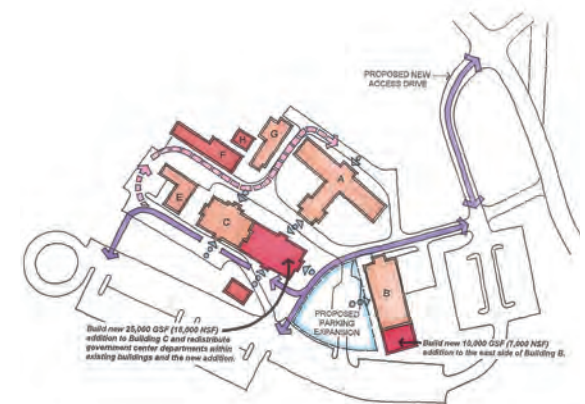 PROPOSED NEW
ACCESS DRIVE
H
G
F
A
E
C
B
PROPOSED
PARKING
EXPANSION
Build new 25,000 GSF (18,000 NSF)
addition to Building C and redistribute
government center departments within
existing buildings and the new addition.
Build new 10,000 GSF (7,000 NSF)
addition to the east side of Building B.